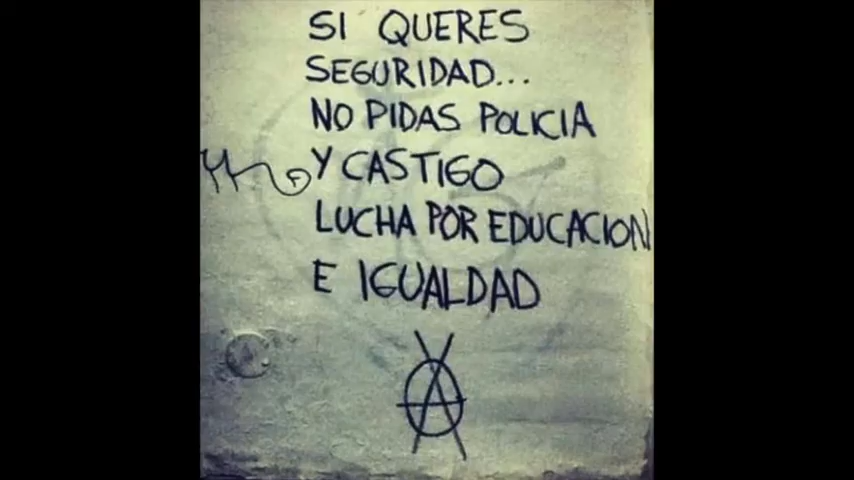 SI QUERES
SEGURIDAD...
NO PIDAS POLICIA
Y CASTIGO
LUCHA POR EDUCACION
E IGUALDAD